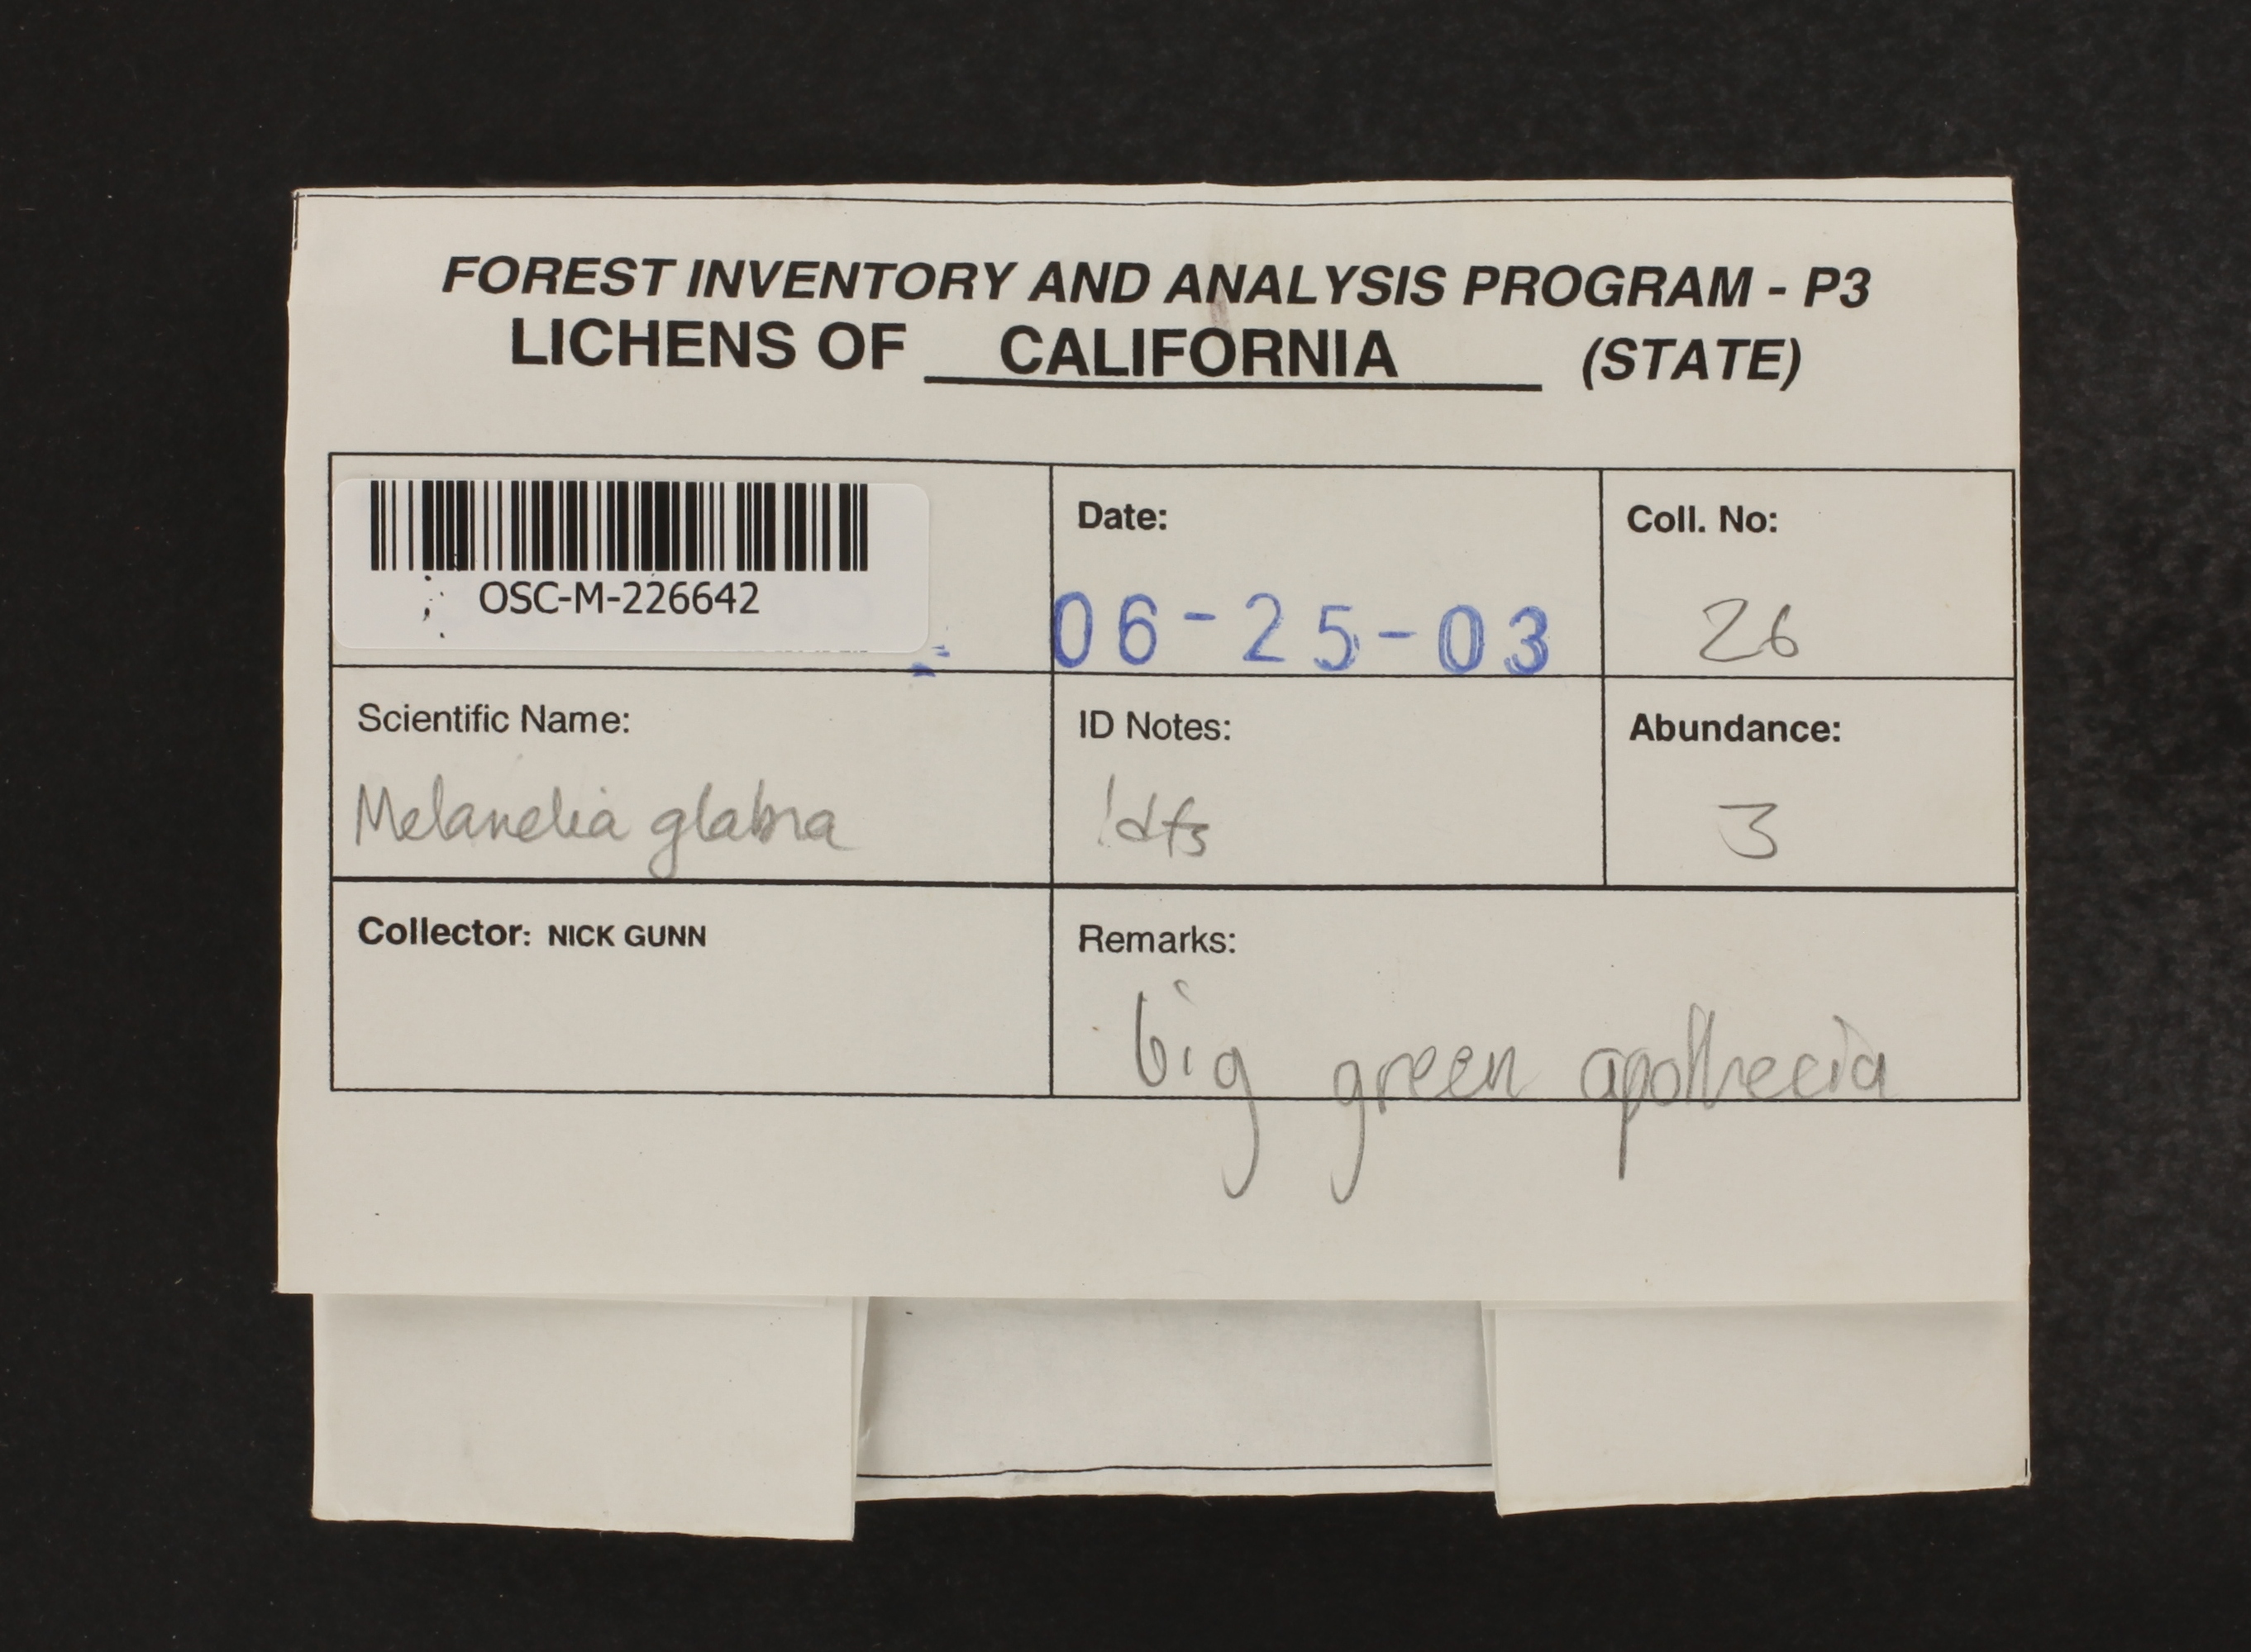 FOREST INVENTORY AND ANALYSIS PROGRAM - P3
LICHENS OF CALIFORNIA (STATE)
OSC-M-226642
Date:
06-25-03
Coll. No:
26
Scientific Name:
Melanelia glabra
ID Notes:
!dfs
Abundance:
3
Collector: NICK GUNN
Remarks:
big green apothecia